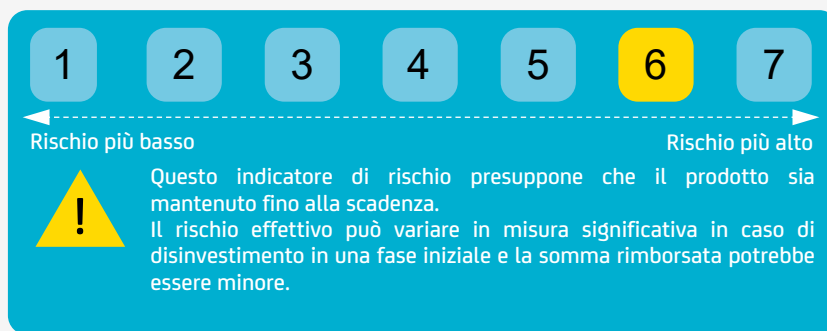 1 2 3 4 5 6 7
Rischio più basso Rischio più alto
! Questo indicatore di rischio presuppone che il prodotto sia
mantenuto fino alla scadenza.
Il rischio effettivo può variare in misura significativa in caso di
disinvestimento in una fase iniziale e la somma rimborsata potrebbe
essere minore.